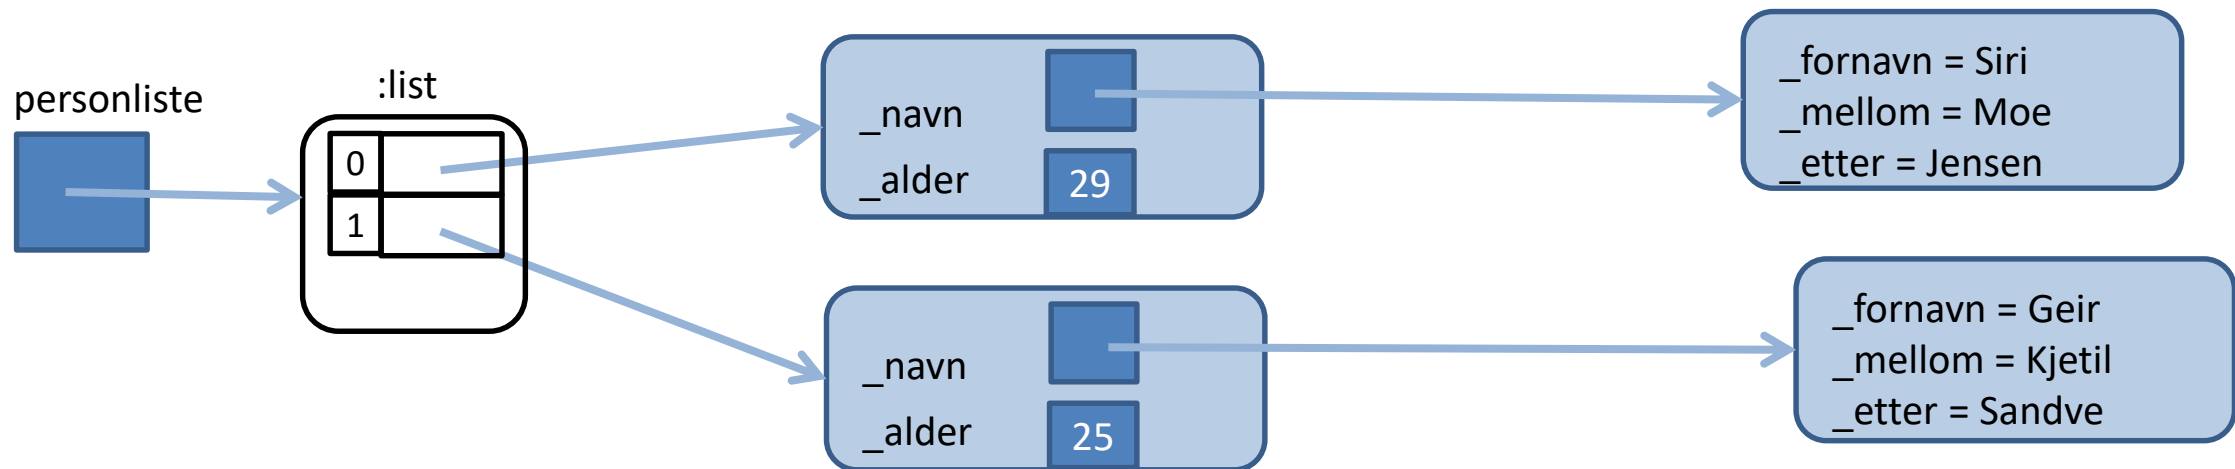 personliste
:list
0
1
_navn
_alder
29
_fornavn = Siri
_mellom = Moe
_etter = Jensen
_navn
_alder
25
_fornavn = Geir
_mellom = Kjetil
_etter = Sandve